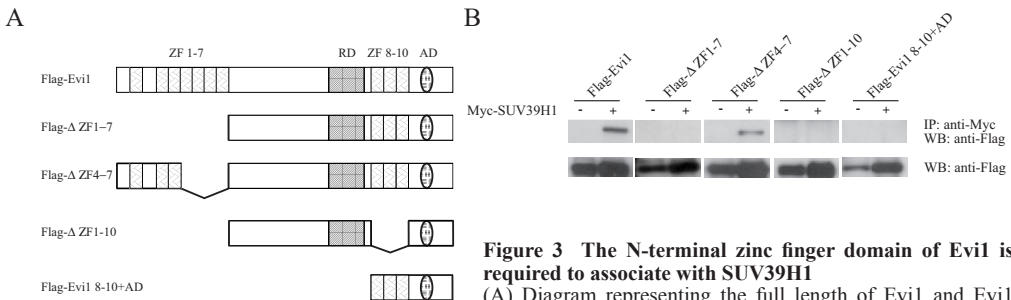 A
ZF 1-7
RD
ZF 8-10
AD
Flag-Evi1
Flag-Δ ZF1–7
Flag-Δ ZF4–7
Flag-Δ ZF1-10
Flag-Evi1 8-10+AD
B
Flag-Evi1
Flag-Δ ZF1-7
Flag-Δ ZF4–7
Flag-Δ ZF1-10
Flag-Evi1 8-10+AD
Myc-SUV39H1 - + - + - + - + - +
IP: anti-Myc
WB: anti-Flag
WB: anti-Flag
Figure 3 The N-terminal zinc finger domain of Evi1 is
required to associate with SUV39H1
(A) Diagram representing the full length of Evi1 and Evi1